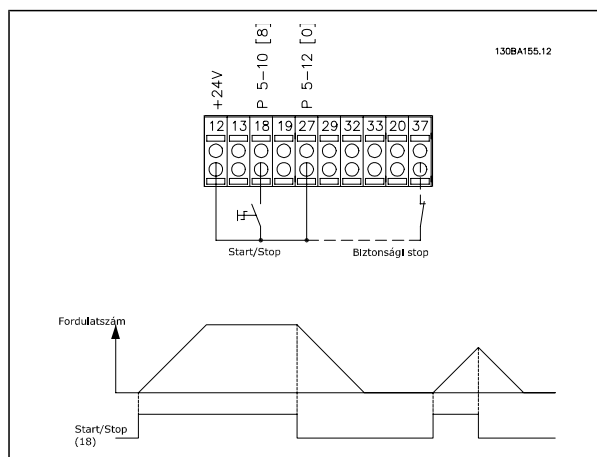 130BA155.12
+24V
P 5-10 [8]
P 5-12 [0]
12 13 18 19 27 29 32 33 20 37
Start/Stop
Biztonsági stop
Fordulatszám
Start/Stop
(18)